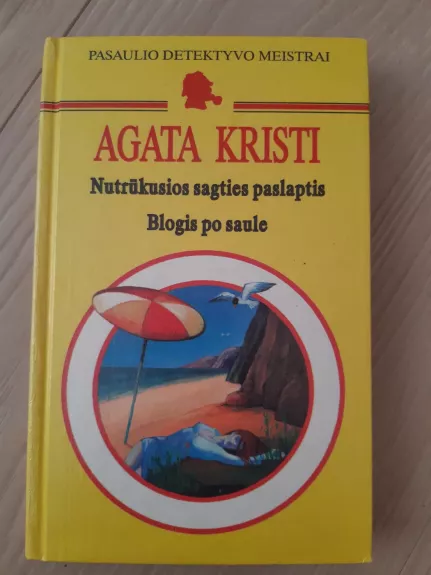 PASAULIO DETEKTYVO MEISTRAI
AGATA KRISTI
Nutrūkusios sagties paslaptis
Blogis po saule